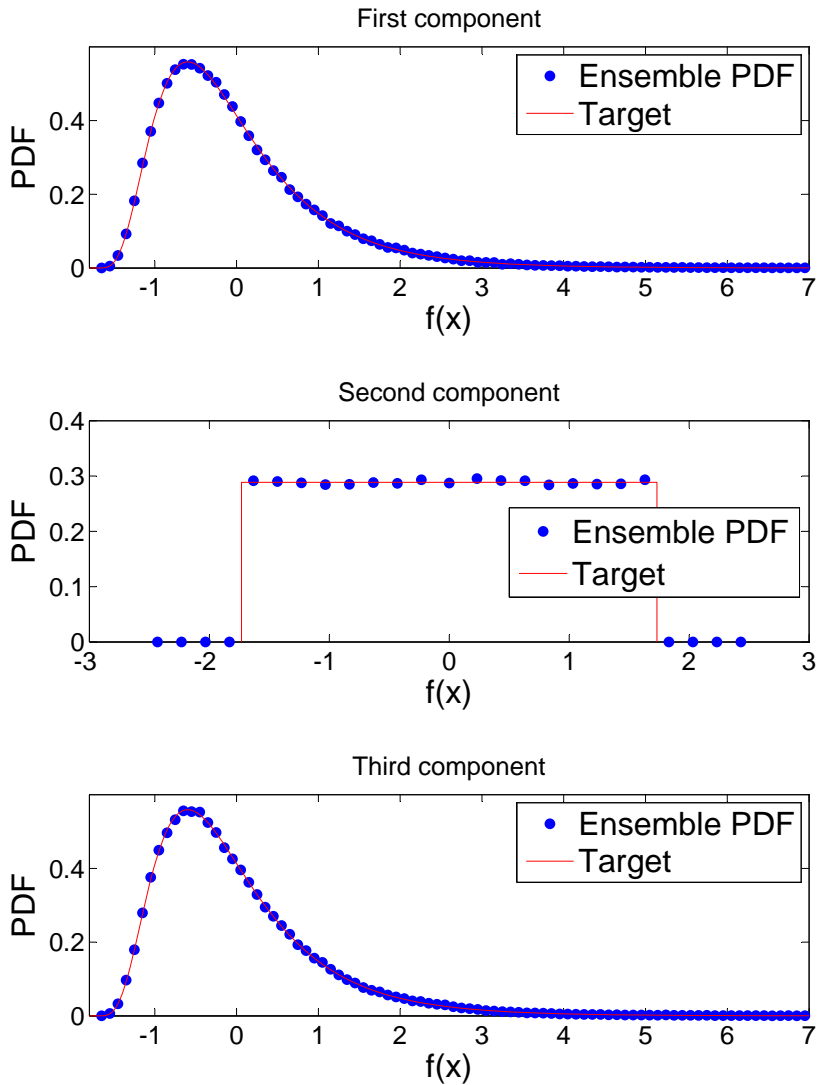 First component
PDF
0.4
0.2
0
Ensemble PDF
Target
-1 0 1 2 3 4 5 6 7
f(x)
Second component
PDF
0.4
0.3
0.2
0.1
0
Ensemble PDF
Target
-3 -2 -1 0 1 2 3
f(x)
Third component
PDF
0.4
0.2
0
Ensemble PDF
Target
-1 0 1 2 3 4 5 6 7
f(x)